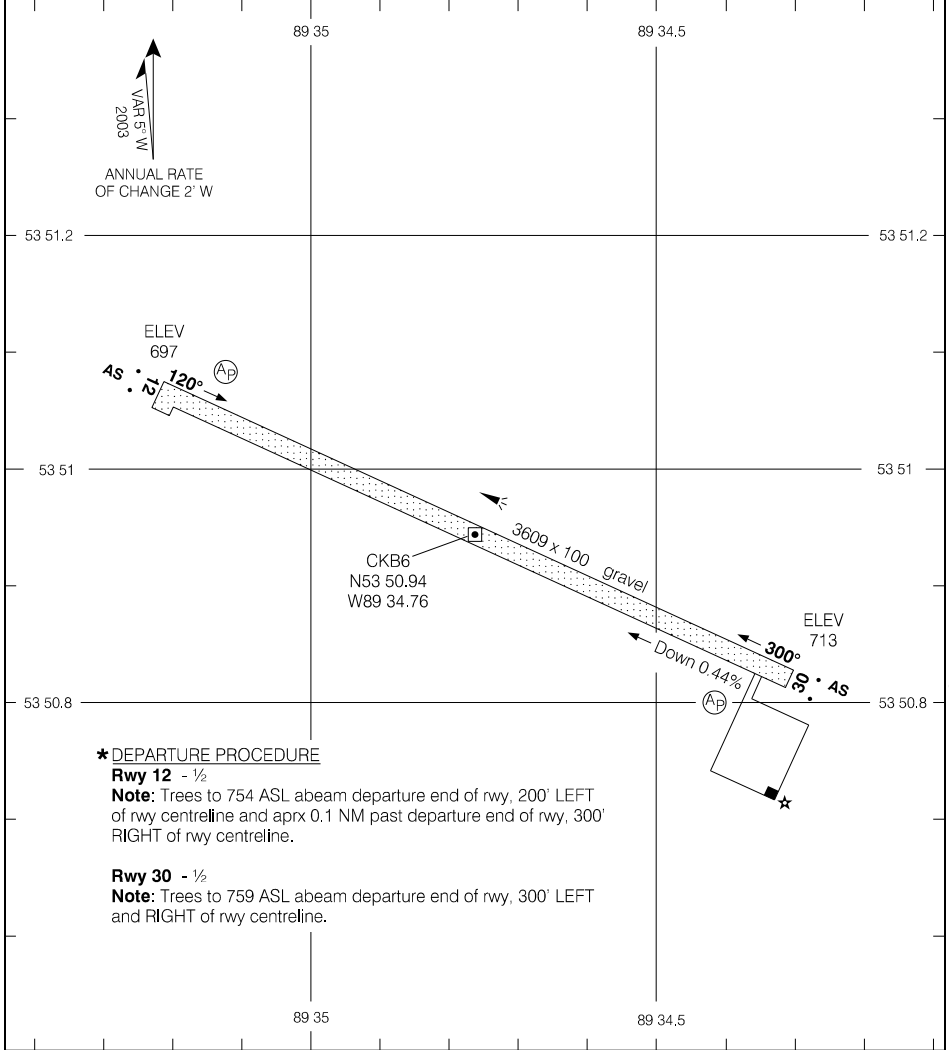 89 35
89 34.5
VAR 5° W
2003
ANNUAL RATE
OF CHANGE 2' W
53 51.2
53 51.2
ELEV
697
AS
12
120°
AP
53 51
53 51
3609 x 100 gravel
CKB6
N53 50.94
W89 34.76
ELEV
713
300°
Down 0.44%
30
AS
AP
53 50.8
53 50.8
* DEPARTURE PROCEDURE
Rwy 12 - ½
Note: Trees to 754 ASL abeam departure end of rwy, 200' LEFT
of rwy centreline and aprx 0.1 NM past departure end of rwy, 300'
RIGHT of rwy centreline.
Rwy 30 - ½
Note: Trees to 759 ASL abeam departure end of rwy, 300' LEFT
and RIGHT of rwy centreline.
89 35
89 34.5